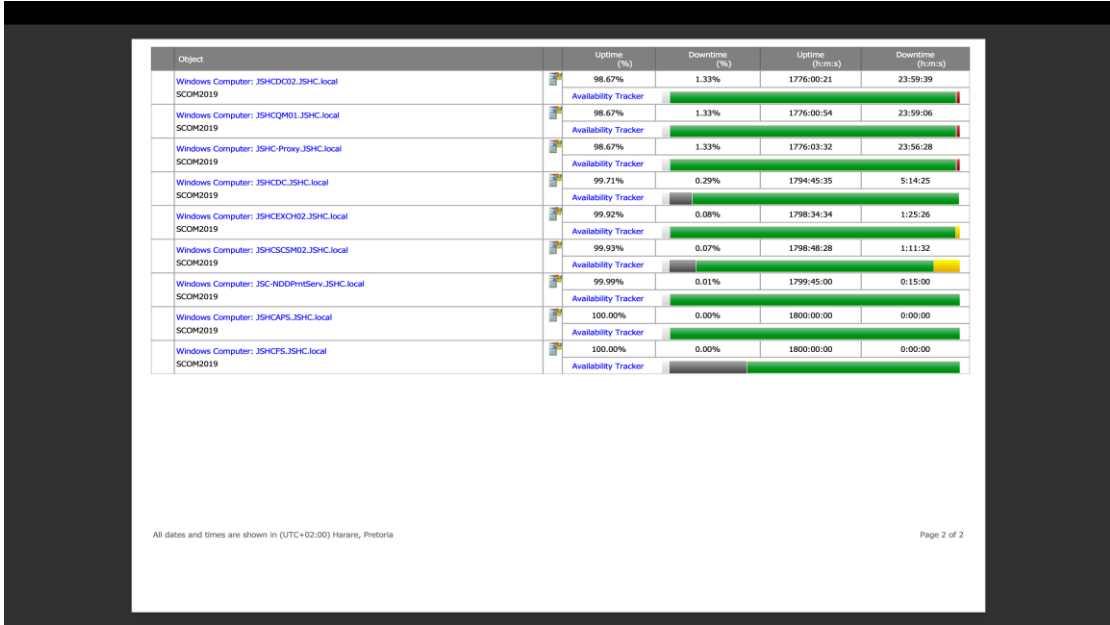 Object Uptime (%) Downtime (%) Uptime (h:m:s) Downtime (h:m:s)
Windows Computer: JSHCDC02.JSHC.local 98.67% 1.33% 1776:00:21 23:59:39
SCOM2019 Availability Tracker
Windows Computer: JSHCQM01.JSHC.local 98.67% 1.33% 1776:00:54 23:59:06
SCOM2019 Availability Tracker
Windows Computer: JSHC-Proxy.JSHC.local 98.67% 1.33% 1776:03:32 23:56:28
SCOM2019 Availability Tracker
Windows Computer: JSHCDC.JSHC.local 99.71% 0.29% 1794:45:35 5:14:25
SCOM2019 Availability Tracker
Windows Computer: JSHCEXCH02.JSHC.local 99.92% 0.08% 1798:34:34 1:25:26
SCOM2019 Availability Tracker
Windows Computer: JSHCSCSM02.JSHC.local 99.93% 0.07% 1798:48:28 1:11:32
SCOM2019 Availability Tracker
Windows Computer: JSC-NDDPrntServ.JSHC.local 99.99% 0.01% 1799:45:00 0:15:00
SCOM2019 Availability Tracker
Windows Computer: JSHCAPS.JSHC.local 100.00% 0.00% 1800:00:00 0:00:00
SCOM2019 Availability Tracker
Windows Computer: JSHCFS.JSHC.local 100.00% 0.00% 1800:00:00 0:00:00
SCOM2019 Availability Tracker
All dates and times are shown in (UTC+02:00) Harare, Pretoria Page 2 of 2